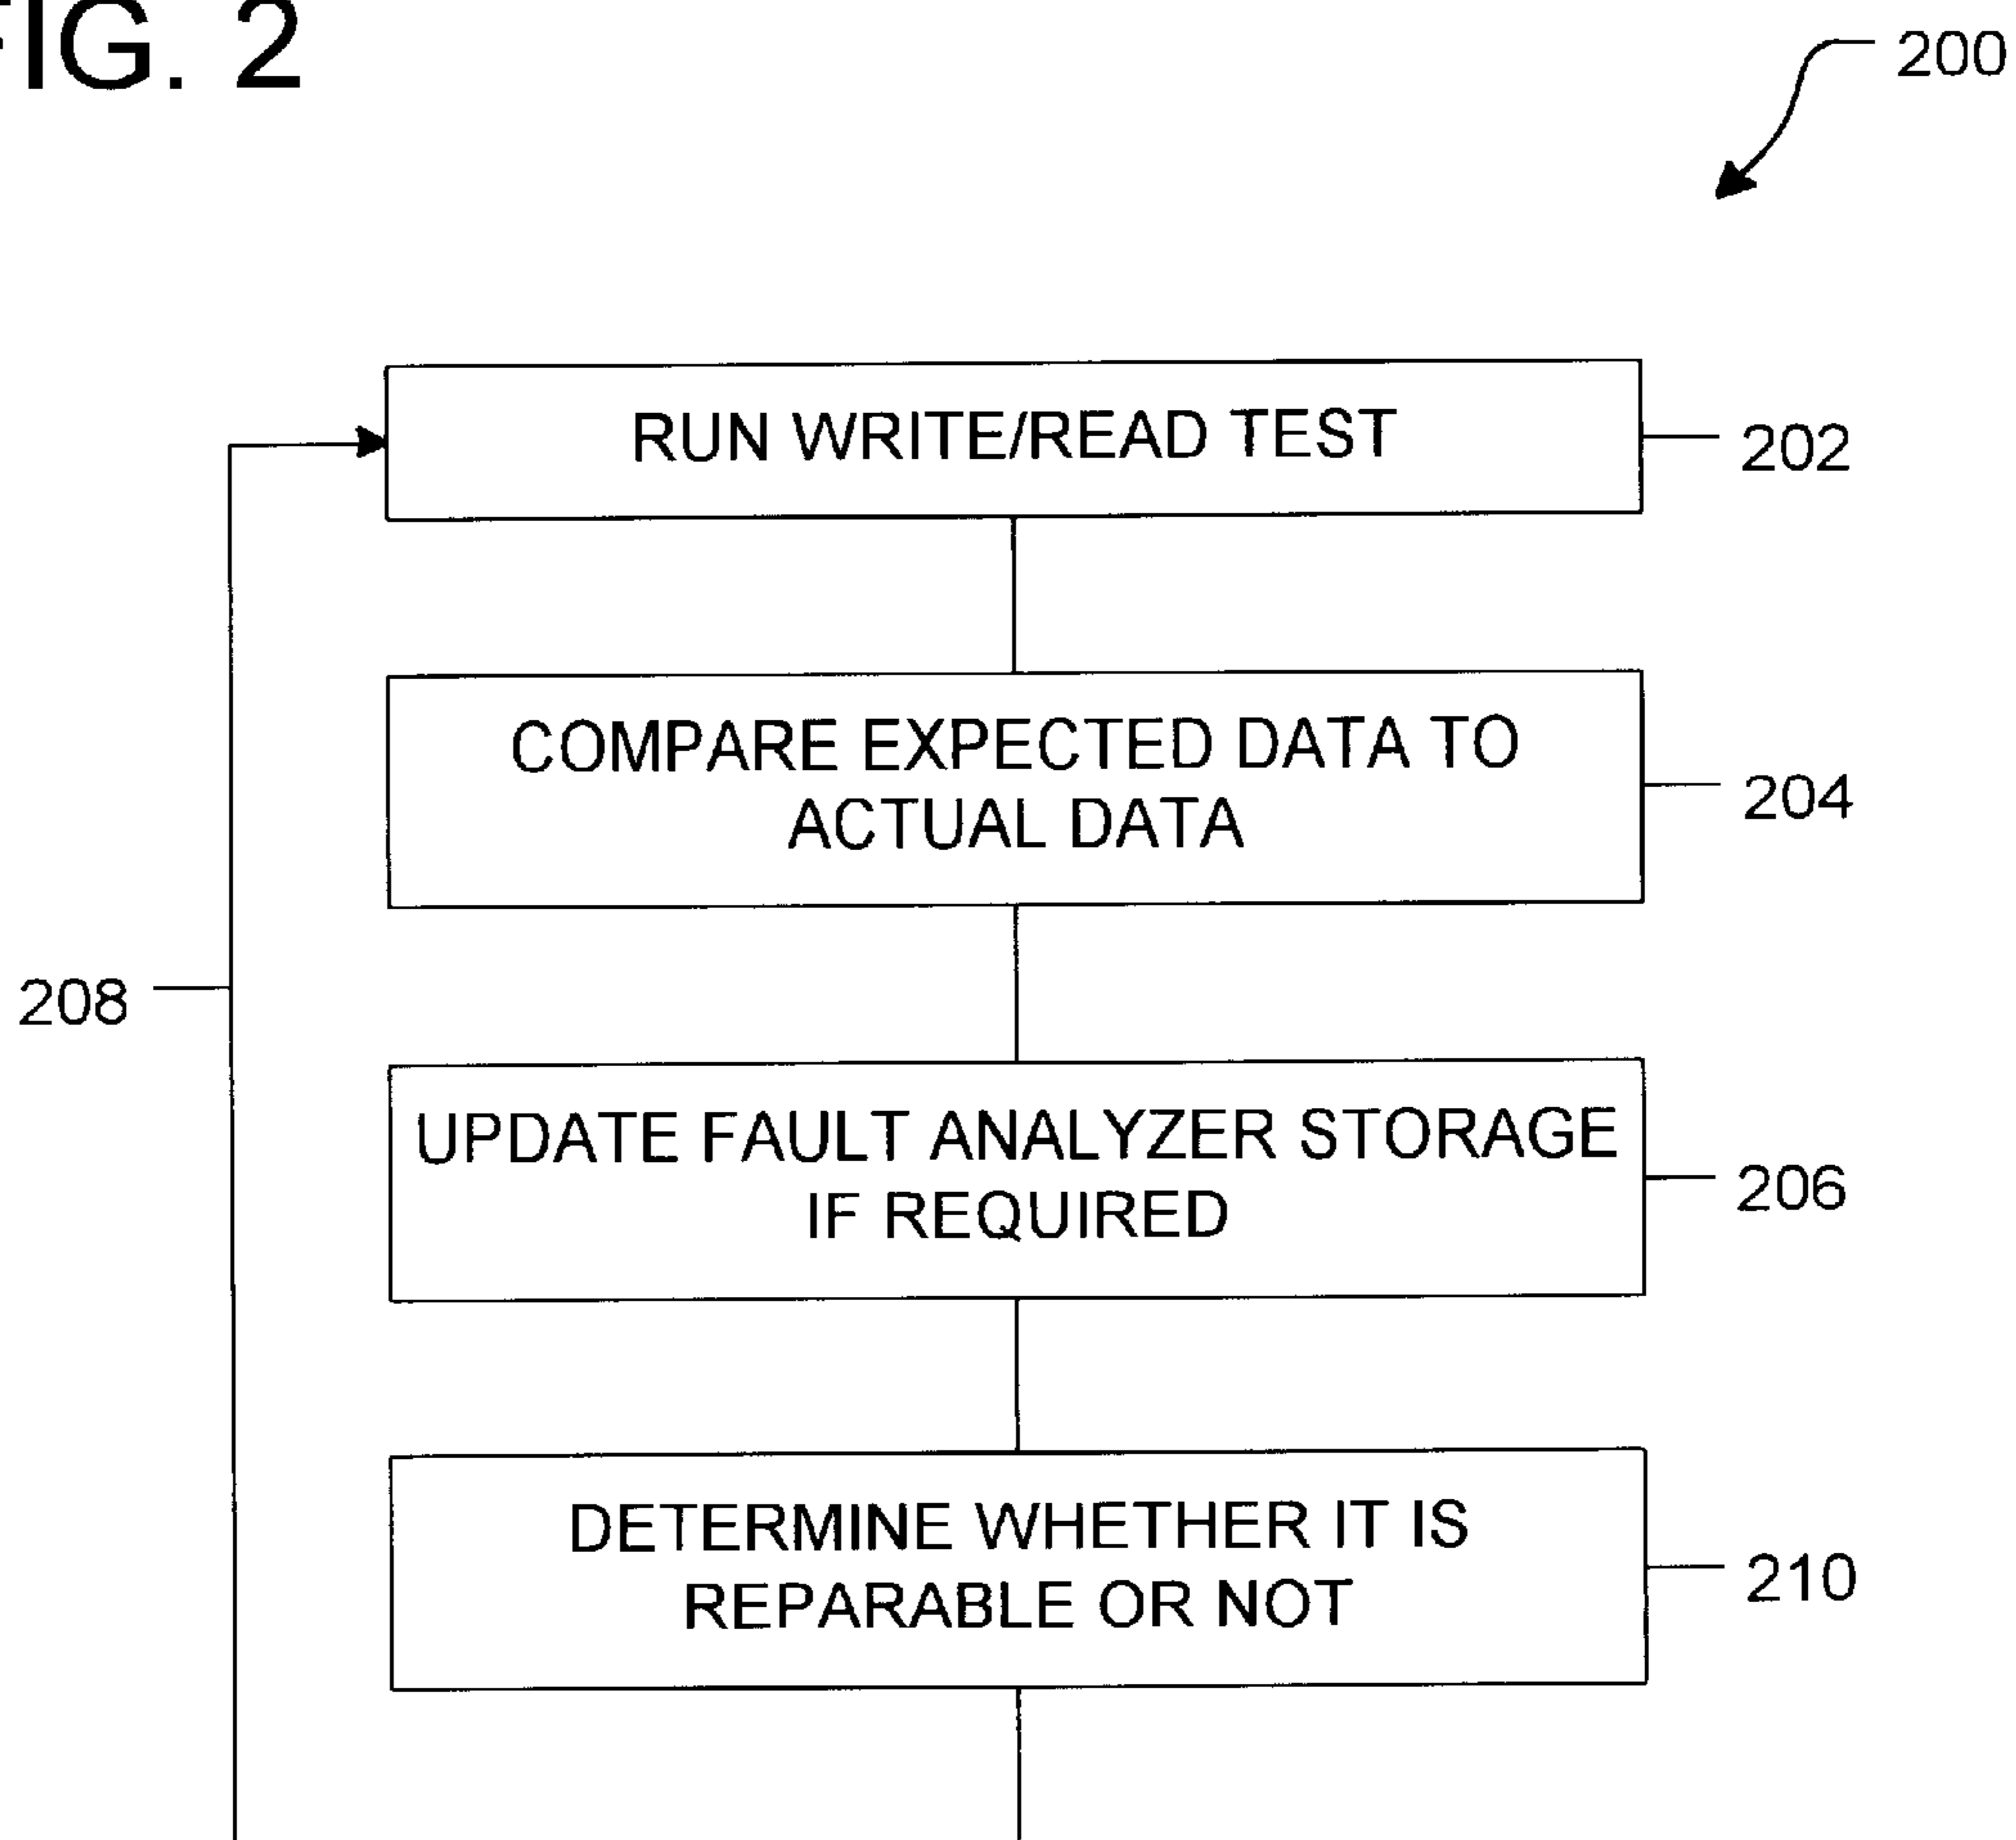 FIG. 2
200
RUN WRITE/READ TEST
202
COMPARE EXPECTED DATA TO
ACTUAL DATA
204
208
UPDATE FAULT ANALYZER STORAGE
IF REQUIRED
206
DETERMINE WHETHER IT IS
REPARABLE OR NOT
210